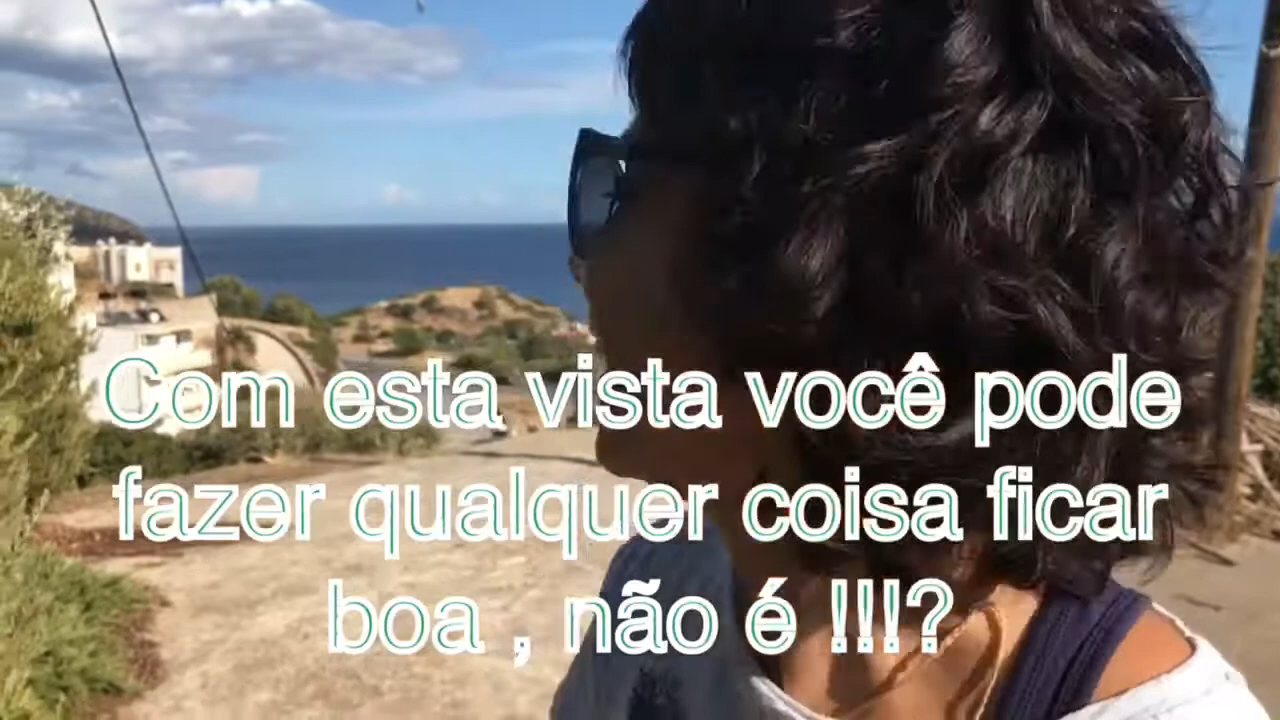 Com esta vista você pode
fazer qualquer coisa ficar
boa , não é !!!?